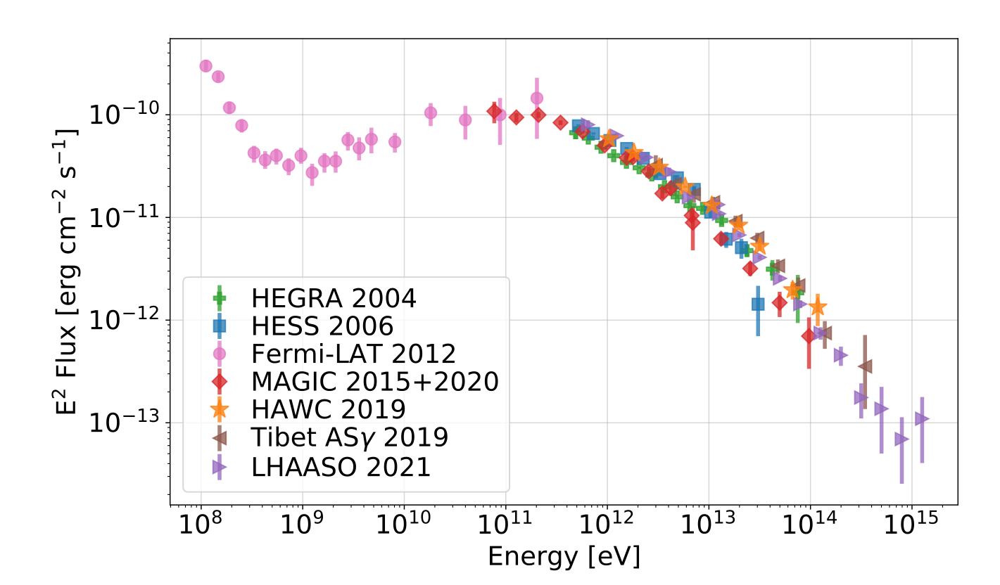 10⁻¹⁰
10⁻¹¹
10⁻¹²
10⁻¹³
E² Flux [erg cm⁻² s⁻¹]
HEGRA 2004
HESS 2006
Fermi-LAT 2012
MAGIC 2015+2020
HAWC 2019
Tibet ASγ 2019
LHAASO 2021
10⁸ 10⁹ 10¹⁰ 10¹¹ 10¹² 10¹³ 10¹⁴ 10¹⁵
Energy [eV]